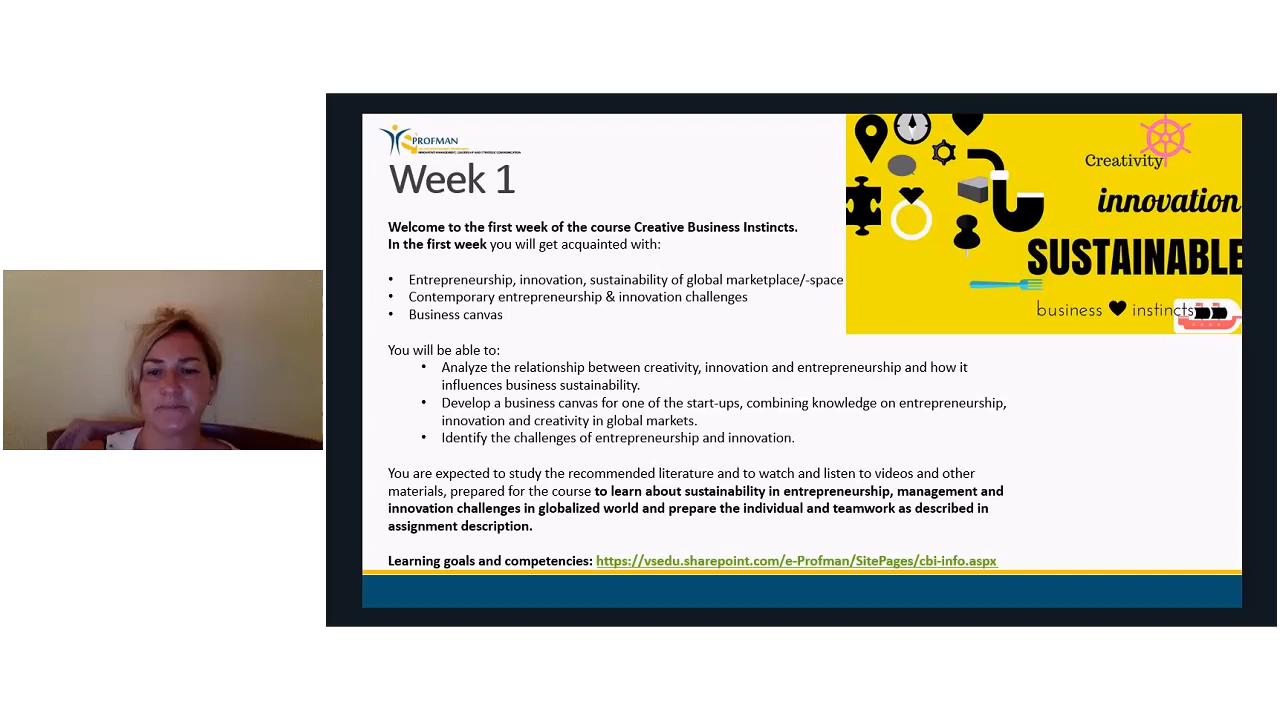 PROFMAN
INNOVATIVE MANAGEMENT, LEADERSHIP AND STRATEGIC COMMUNICATION
Week 1
Welcome to the first week of the course Creative Business Instincts.
In the first week you will get acquainted with:
• Entrepreneurship, innovation, sustainability of global marketplace/-space
• Contemporary entrepreneurship & innovation challenges
• Business canvas
You will be able to:
• Analyze the relationship between creativity, innovation and entrepreneurship and how it
influences business sustainability.
• Develop a business canvas for one of the start-ups, combining knowledge on entrepreneurship,
innovation and creativity in global markets.
• Identify the challenges of entrepreneurship and innovation.
You are expected to study the recommended literature and to watch and listen to videos and other
materials, prepared for the course to learn about sustainability in entrepreneurship, management and
innovation challenges in globalized world and prepare the individual and teamwork as described in
assignment description.
Learning goals and competencies: https://vsedu.sharepoint.com/e-Profman/SitePages/cbi-info.aspx
Creativity
innovation
SUSTAINABLE
business instincts